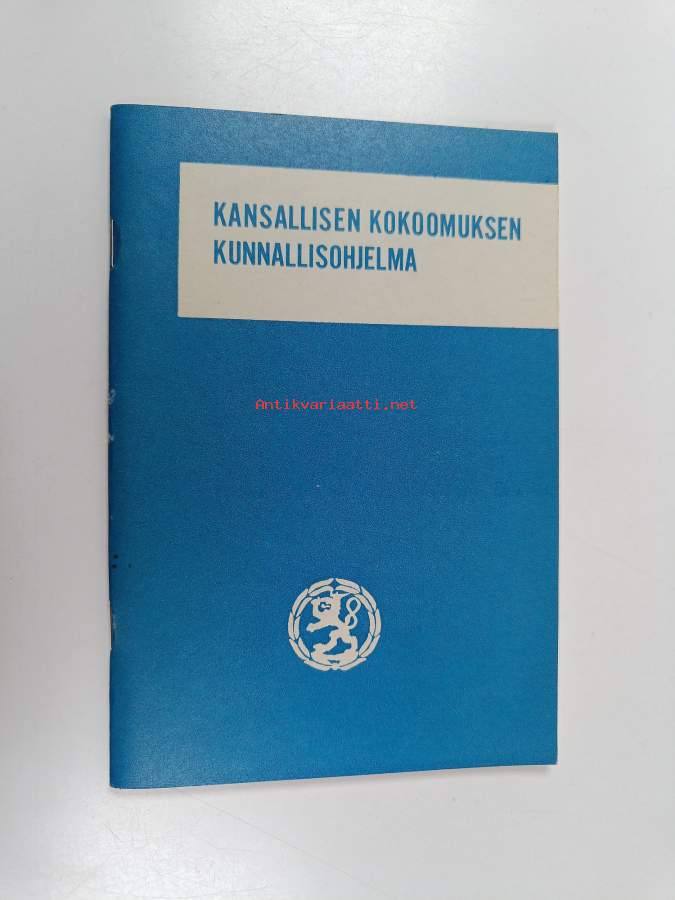 KANSALLISEN KOKOOMUKSEN
KUNNALLISOHJELMA
Antikvariaatti.net